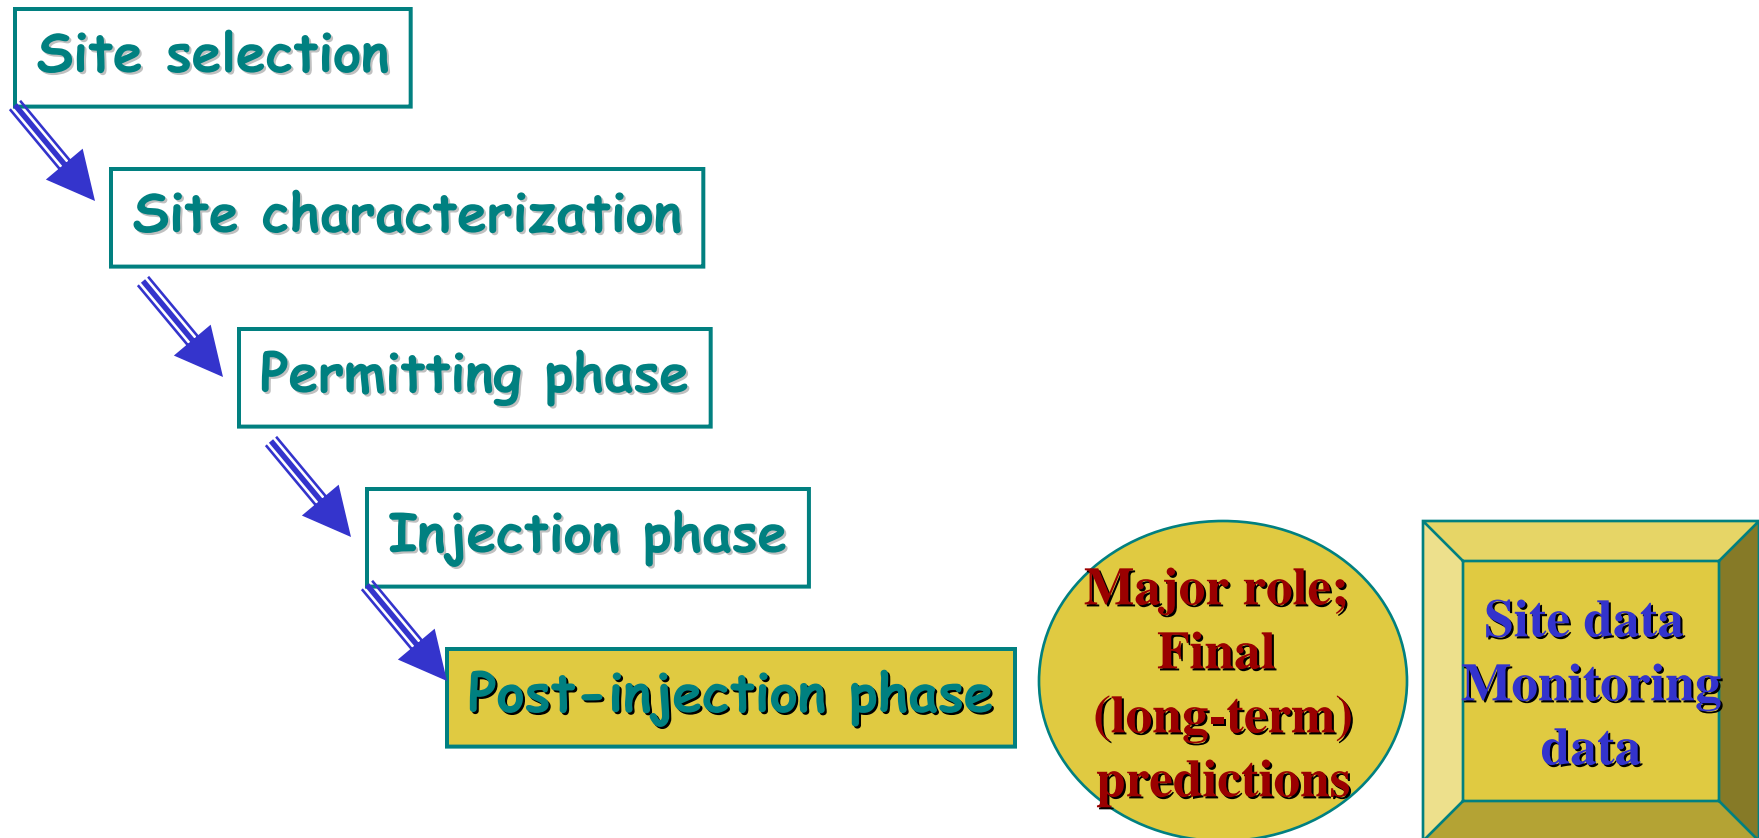 Site selection
Site characterization
Permitting phase
Injection phase
Post-injection phase
Major role;
Final
(long-term)
predictions
Site data
Monitoring
data